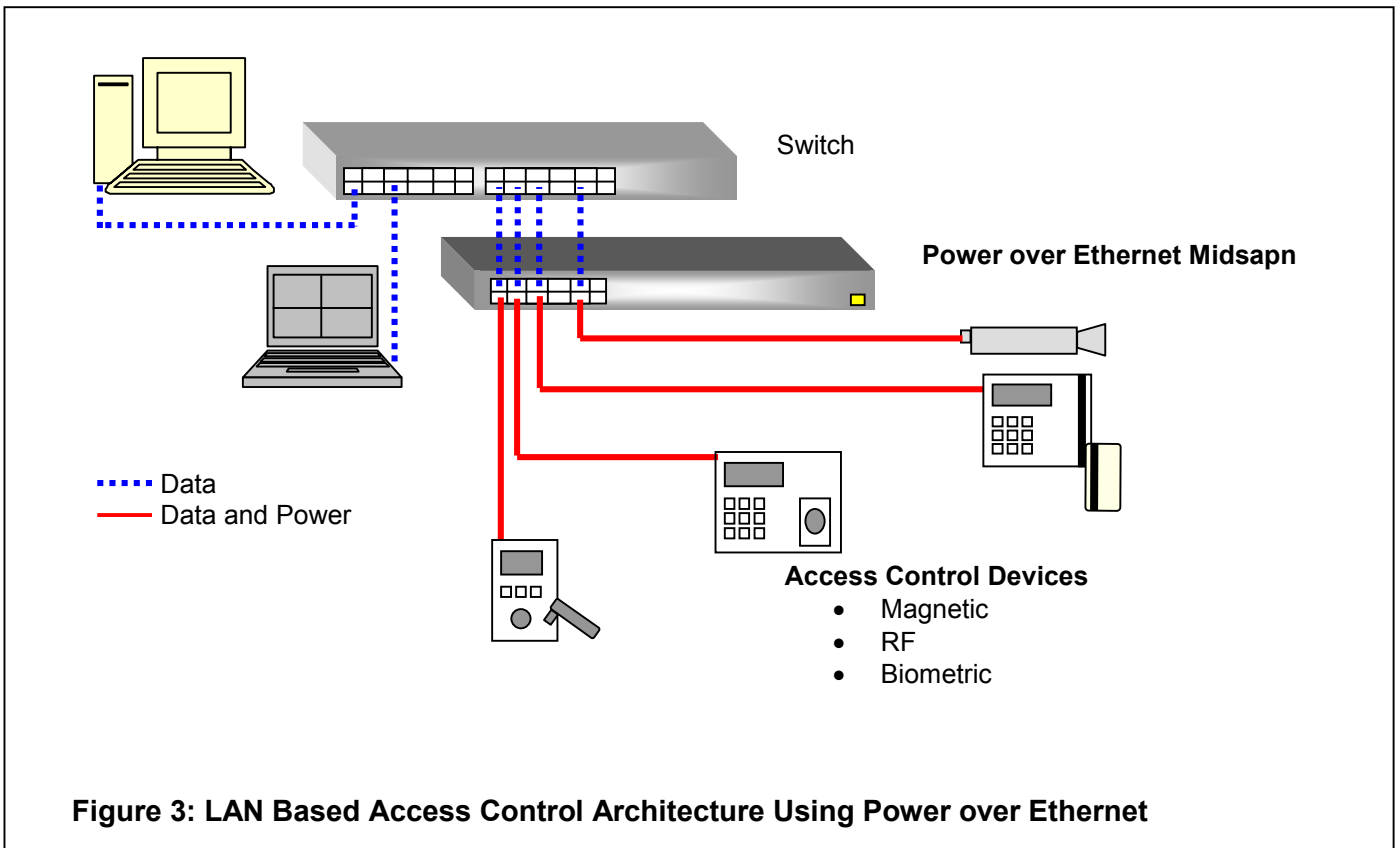 Switch
Power over Ethernet Midsapn
Data
Data and Power
Access Control Devices
• Magnetic
• RF
• Biometric
Figure 3: LAN Based Access Control Architecture Using Power over Ethernet